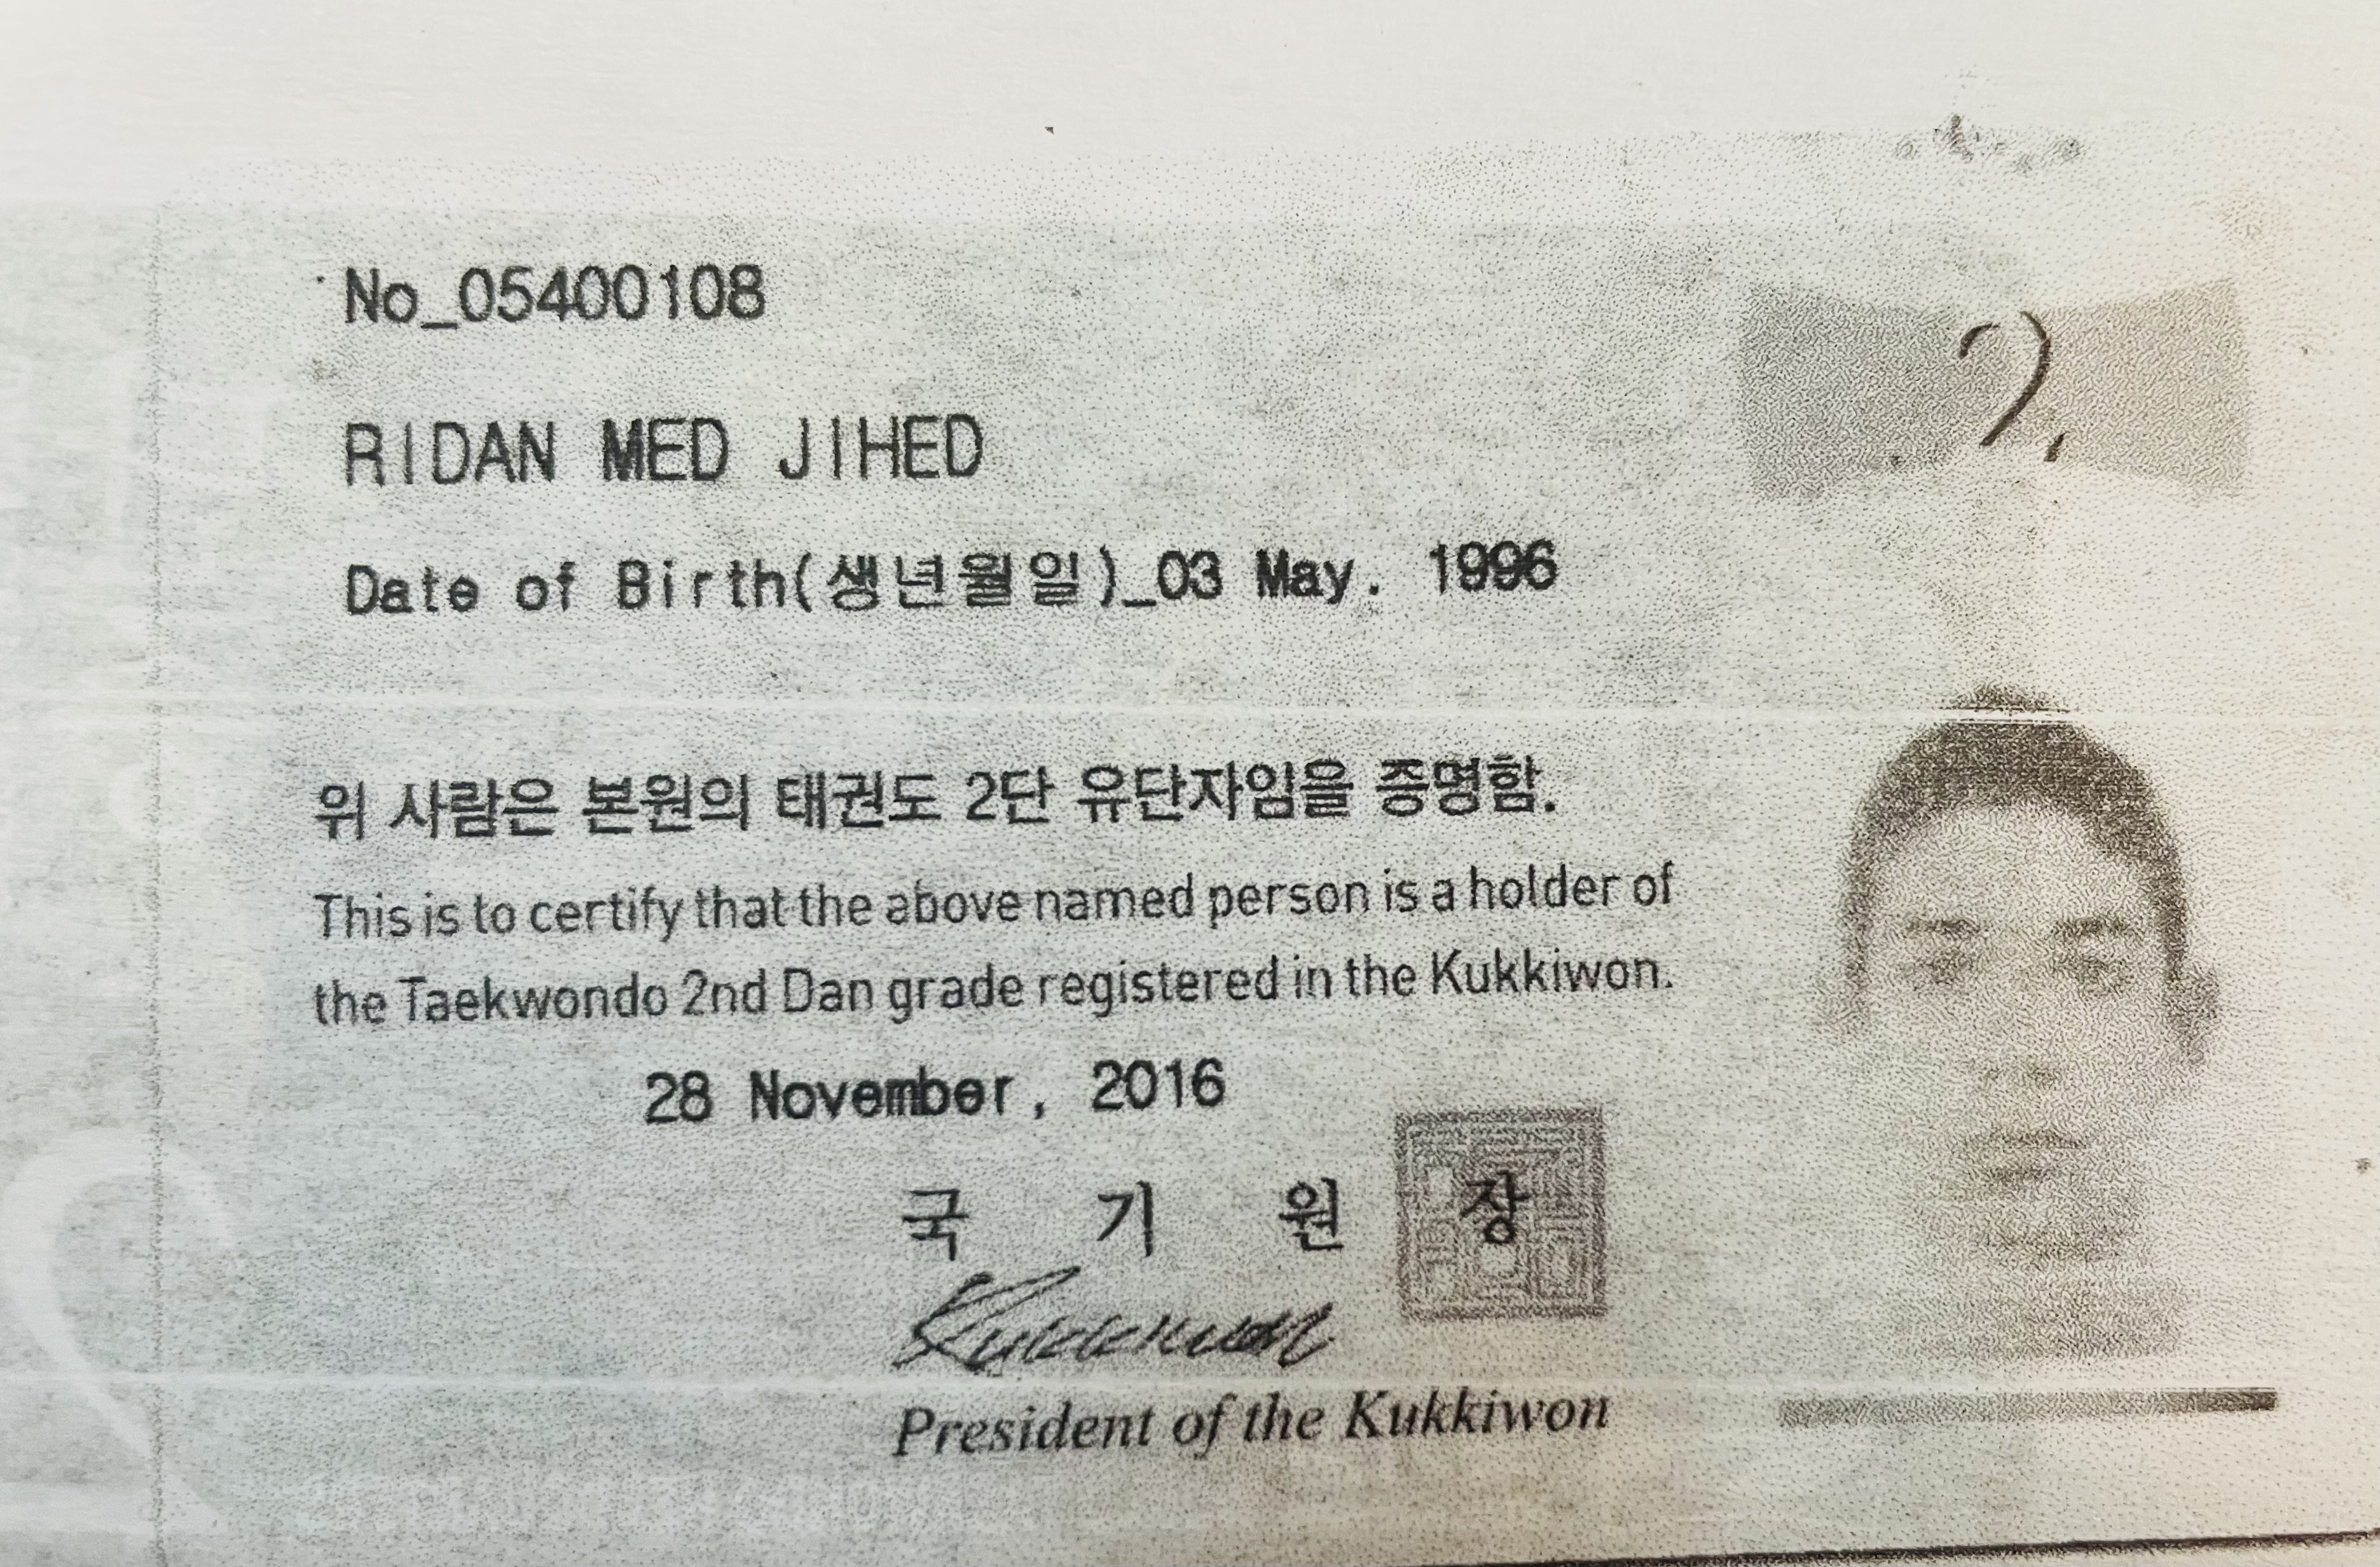 No_05400108
RIDAN MED JIHED
Date of Birth(생년월일)_03 May. 1996
위 사람은 본원의 태권도 2단 유단자임을 증명함.
This is to certify that the above named person is a holder of
the Taekwondo 2nd Dan grade registered in the Kukkiwon.
28 November, 2016
국 기 원 장
Kukkiwon
President of the Kukkiwon